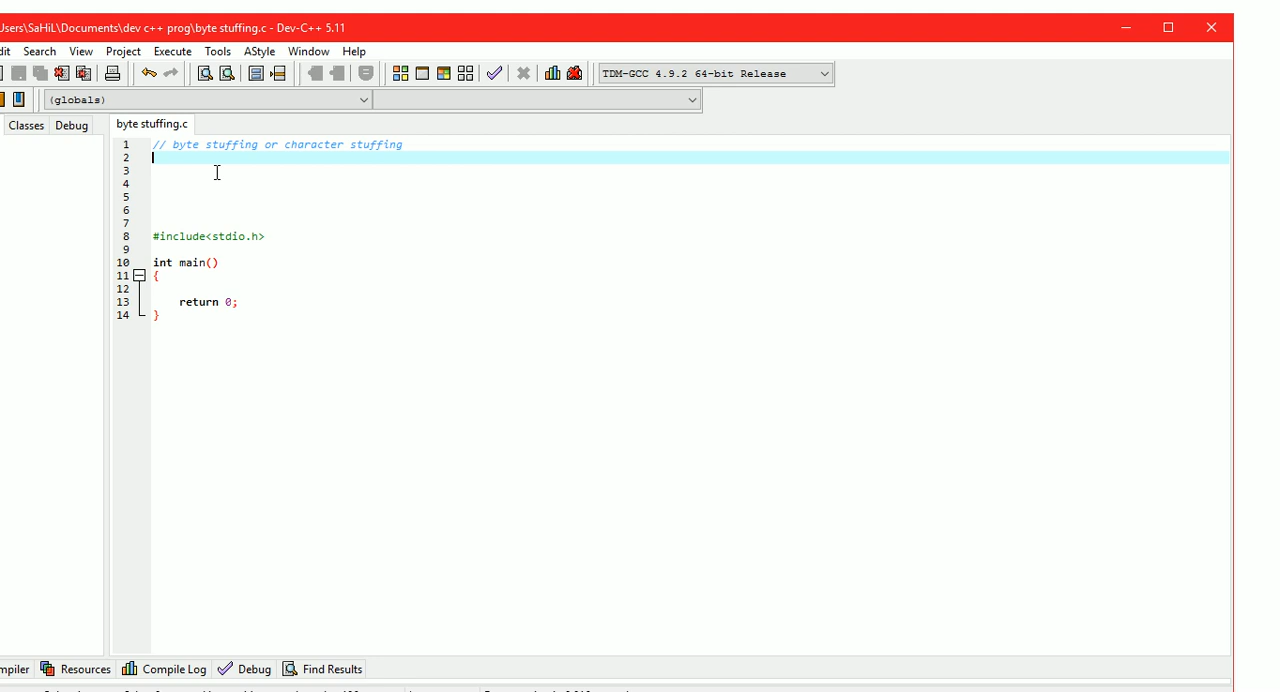 Users\SaHiL\Documents\dev c++ prog\byte stuffing.c - Dev-C++ 5.11
dit Search View Project Execute Tools AStyle Window Help
TDM-GCC 4.9.2 64-bit Release
(globals)
Classes Debug byte stuffing.c
1 // byte stuffing or character stuffing
2
3
4
5
6
7
8 #include<stdio.h>
9
10 int main()
11 {
12
13 return 0;
14 }
mpiler Resources Compile Log Debug Find Results